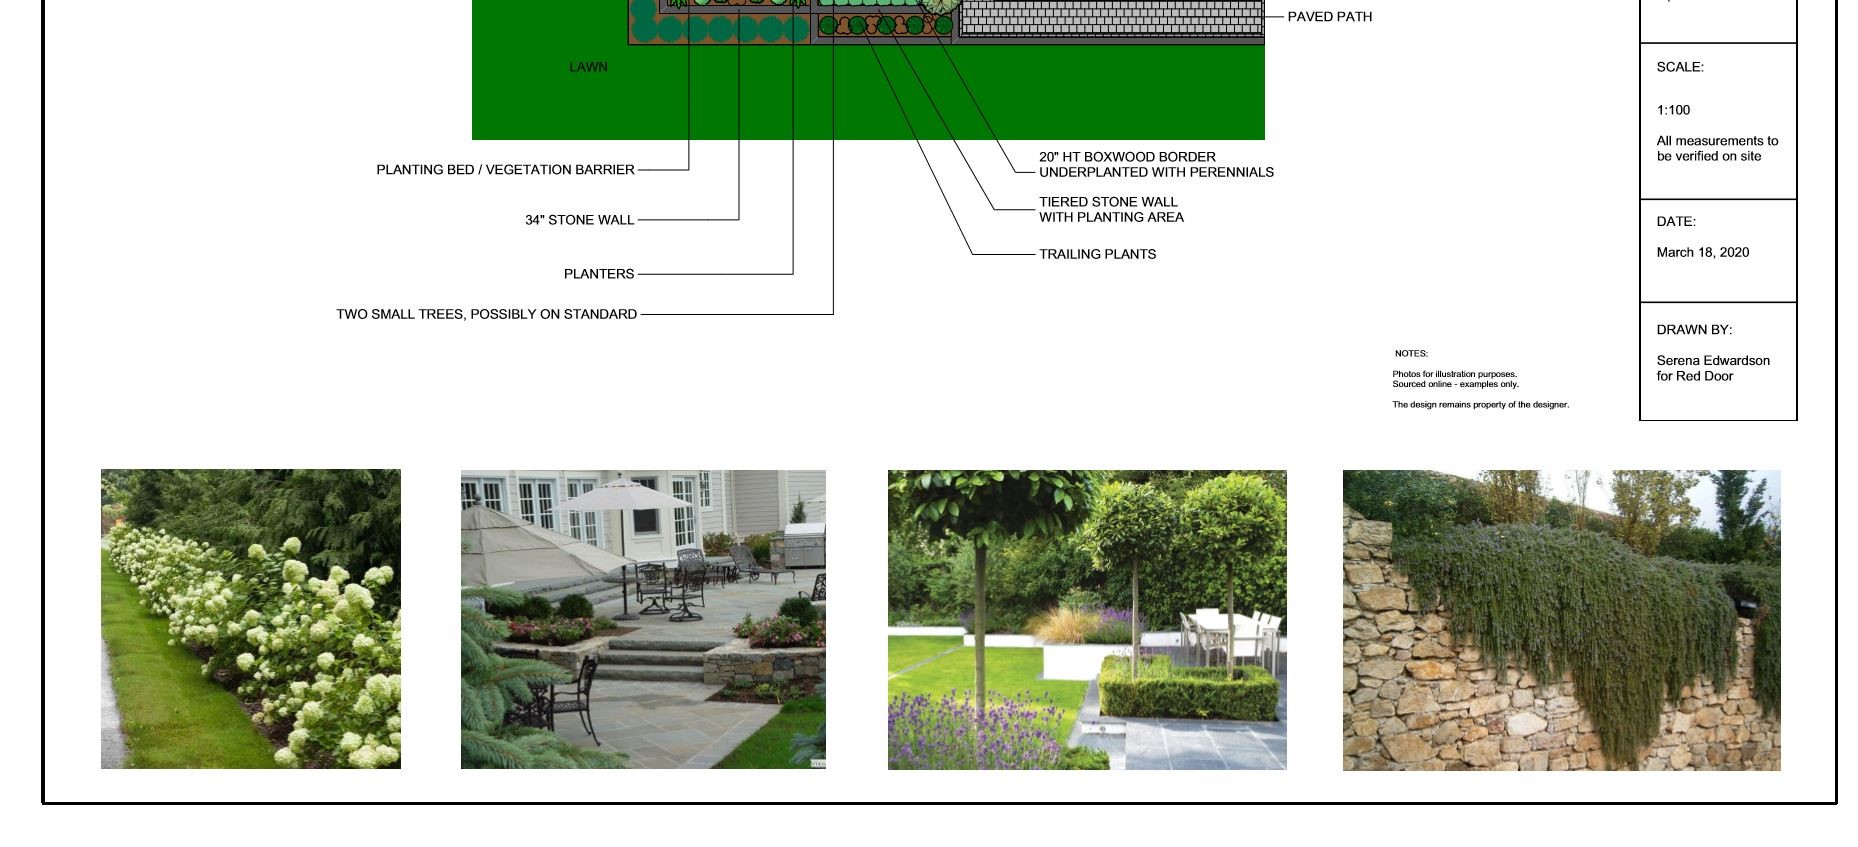 PAVED PATH
LAWN
PLANTING BED / VEGETATION BARRIER
34" STONE WALL
PLANTERS
TWO SMALL TREES, POSSIBLY ON STANDARD
20" HT BOXWOOD BORDER
UNDERPLANTED WITH PERENNIALS
TIERED STONE WALL
WITH PLANTING AREA
TRAILING PLANTS
NOTES:
Photos for illustration purposes.
Sourced online - examples only.
The design remains property of the designer.
SCALE:
1:100
All measurements to
be verified on site
DATE:
March 18, 2020
DRAWN BY:
Serena Edwardson
for Red Door